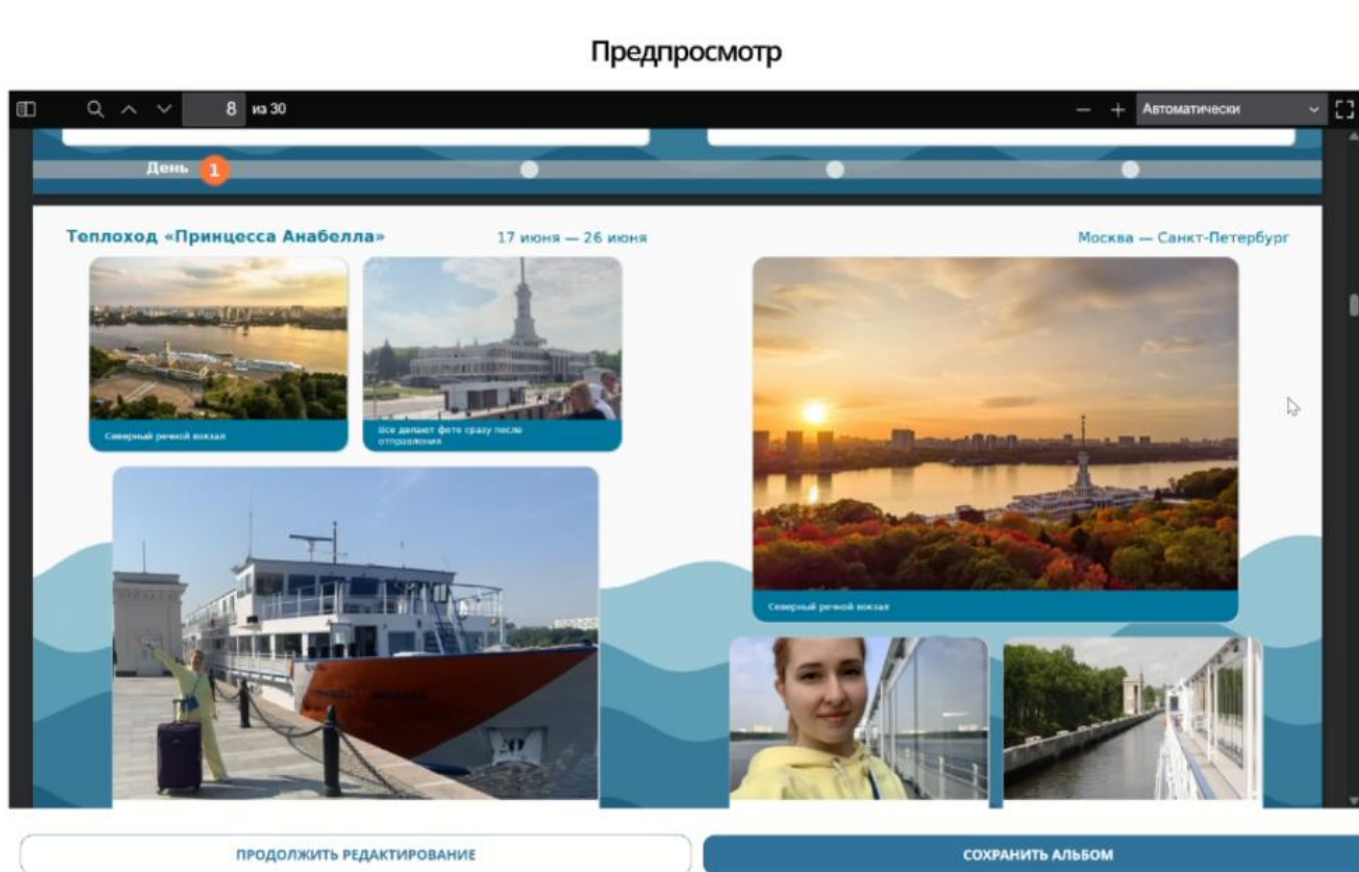 Предпросмотр
8 из 30
Автоматически
День 1
Теплоход «Принцесса Анабелла»
17 июня — 26 июня
Москва — Санкт-Петербург
Северный речной вокзал
Все делают фото сразу после
отправления
Северный речной вокзал
ПРОДОЛЖИТЬ РЕДАКТИРОВАНИЕ
СОХРАНИТЬ АЛЬБОМ